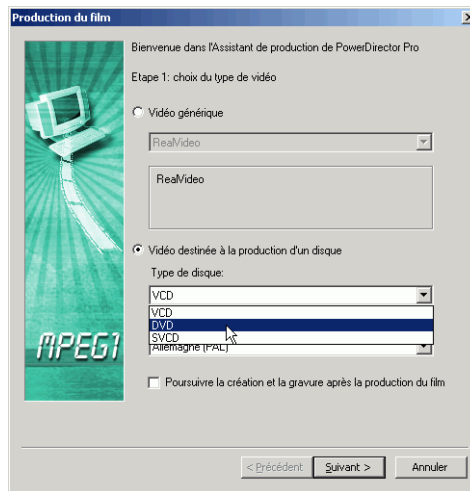 Production du film
Bienvenue dans l'Assistant de production de PowerDirector Pro
Etape 1: choix du type de vidéo
Vidéo générique
RealVideo
RealVideo
Vidéo destinée à la production d'un disque
Type de disque:
VCD
VCD
DVD
SVCD
Allemagne (PAL)
MPEG1
Poursuivre la création et la gravure après la production du film
< Précédent
Suivant >
Annuler